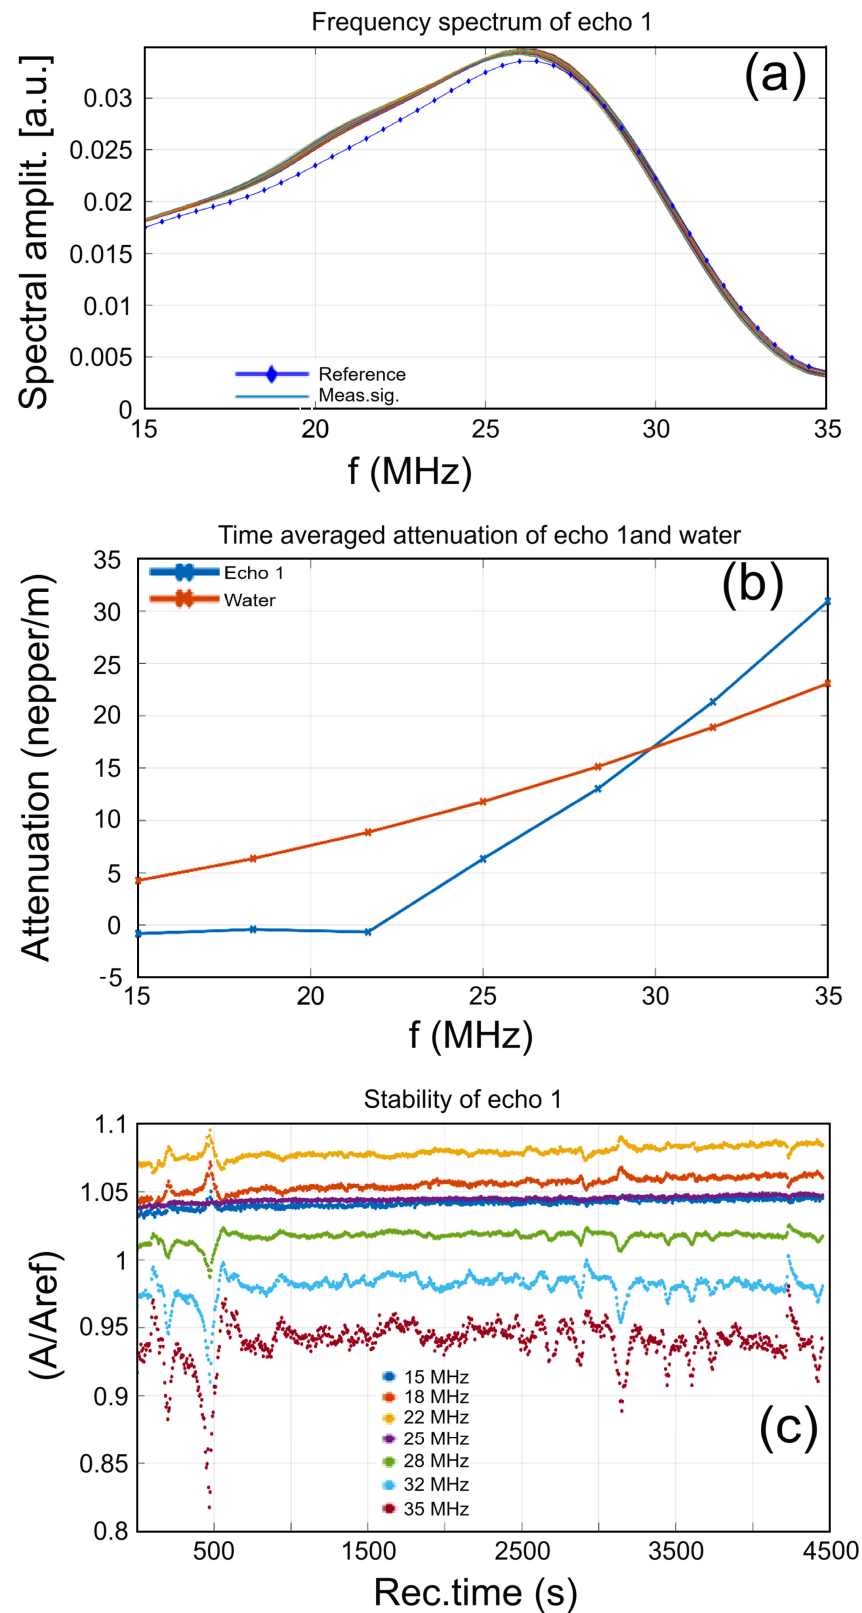 Frequency spectrum of echo 1
(a)
Spectral amplit. [a.u.]
0.03
0.025
0.02
0.015
0.01
0.005
0
Reference
Meas.sig.
15 20 25 30 35
f (MHz)
Time averaged attenuation of echo 1and water
(b)
Attenuation (nepper/m)
35
30
25
20
15
10
5
0
-5
Echo 1
Water
15 20 25 30 35
f (MHz)
Stability of echo 1
(A/Aref)
1.1
1.05
1
0.95
0.9
0.85
0.8
15 MHz
18 MHz
22 MHz
25 MHz
28 MHz
32 MHz
35 MHz
(c)
500 1500 2500 3500 4500
Rec.time (s)